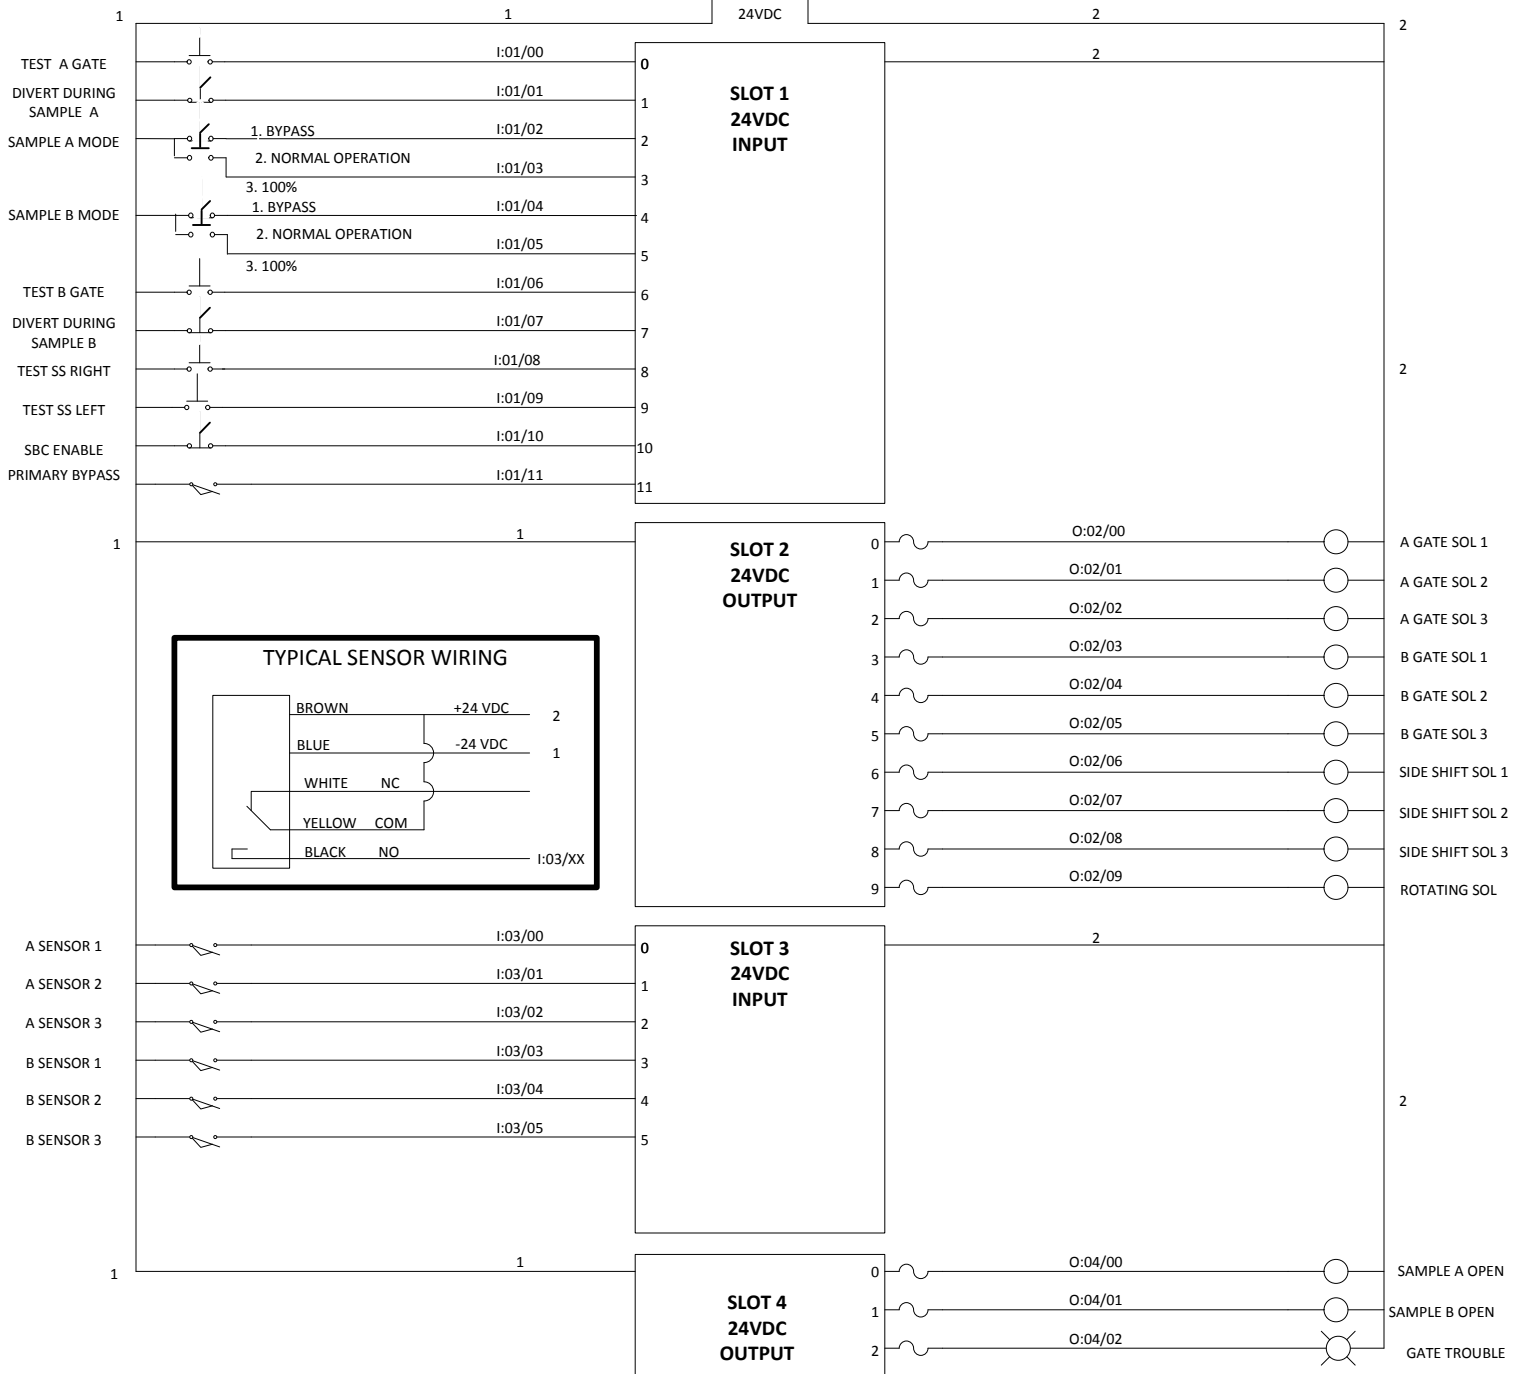 1 1 24VDC 2 2
TEST A GATE I:01/00 0 2
DIVERT DURING SAMPLE A I:01/01 1
SLOT 1
24VDC
INPUT
SAMPLE A MODE 1. BYPASS I:01/02 2
2. NORMAL OPERATION I:01/03 3
3. 100%
SAMPLE B MODE 1. BYPASS I:01/04 4
2. NORMAL OPERATION I:01/05 5
3. 100%
TEST B GATE I:01/06 6
DIVERT DURING SAMPLE B I:01/07 7
TEST SS RIGHT I:01/08 8 2
TEST SS LEFT I:01/09 9
SBC ENABLE I:01/10 10
PRIMARY BYPASS I:01/11 11
1 1
SLOT 2
24VDC
OUTPUT
0 O:02/00 A GATE SOL 1
1 O:02/01 A GATE SOL 2
2 O:02/02 A GATE SOL 3
3 O:02/03 B GATE SOL 1
4 O:02/04 B GATE SOL 2
5 O:02/05 B GATE SOL 3
6 O:02/06 SIDE SHIFT SOL 1
7 O:02/07 SIDE SHIFT SOL 2
8 O:02/08 SIDE SHIFT SOL 3
9 O:02/09 ROTATING SOL
TYPICAL SENSOR WIRING
BROWN +24 VDC 2
BLUE -24 VDC 1
WHITE NC
YELLOW COM
BLACK NO I:03/XX
A SENSOR 1 I:03/00 0 2
SLOT 3
24VDC
INPUT
A SENSOR 2 I:03/01 1
A SENSOR 3 I:03/02 2
B SENSOR 1 I:03/03 3
B SENSOR 2 I:03/04 4 2
B SENSOR 3 I:03/05 5
1 1
SLOT 4
24VDC
OUTPUT
0 O:04/00 SAMPLE A OPEN
1 O:04/01 SAMPLE B OPEN
2 O:04/02 GATE TROUBLE